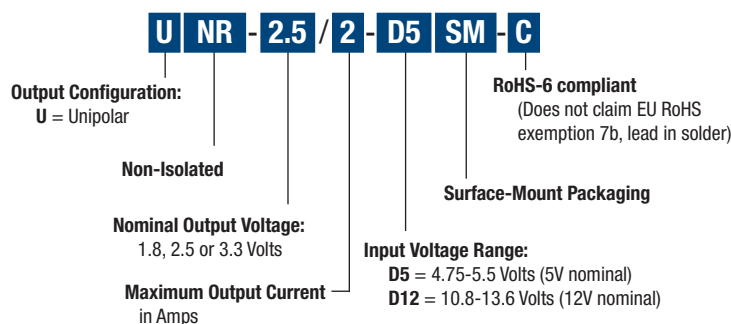 U NR - 2.5 / 2 - D5 SM - C
Output Configuration:
U = Unipolar
Non-Isolated
Nominal Output Voltage:
1.8, 2.5 or 3.3 Volts
Maximum Output Current
in Amps
Input Voltage Range:
D5 = 4.75-5.5 Volts (5V nominal)
D12 = 10.8-13.6 Volts (12V nominal)
Surface-Mount Packaging
RoHS-6 compliant
(Does not claim EU RoHS
exemption 7b, lead in solder)